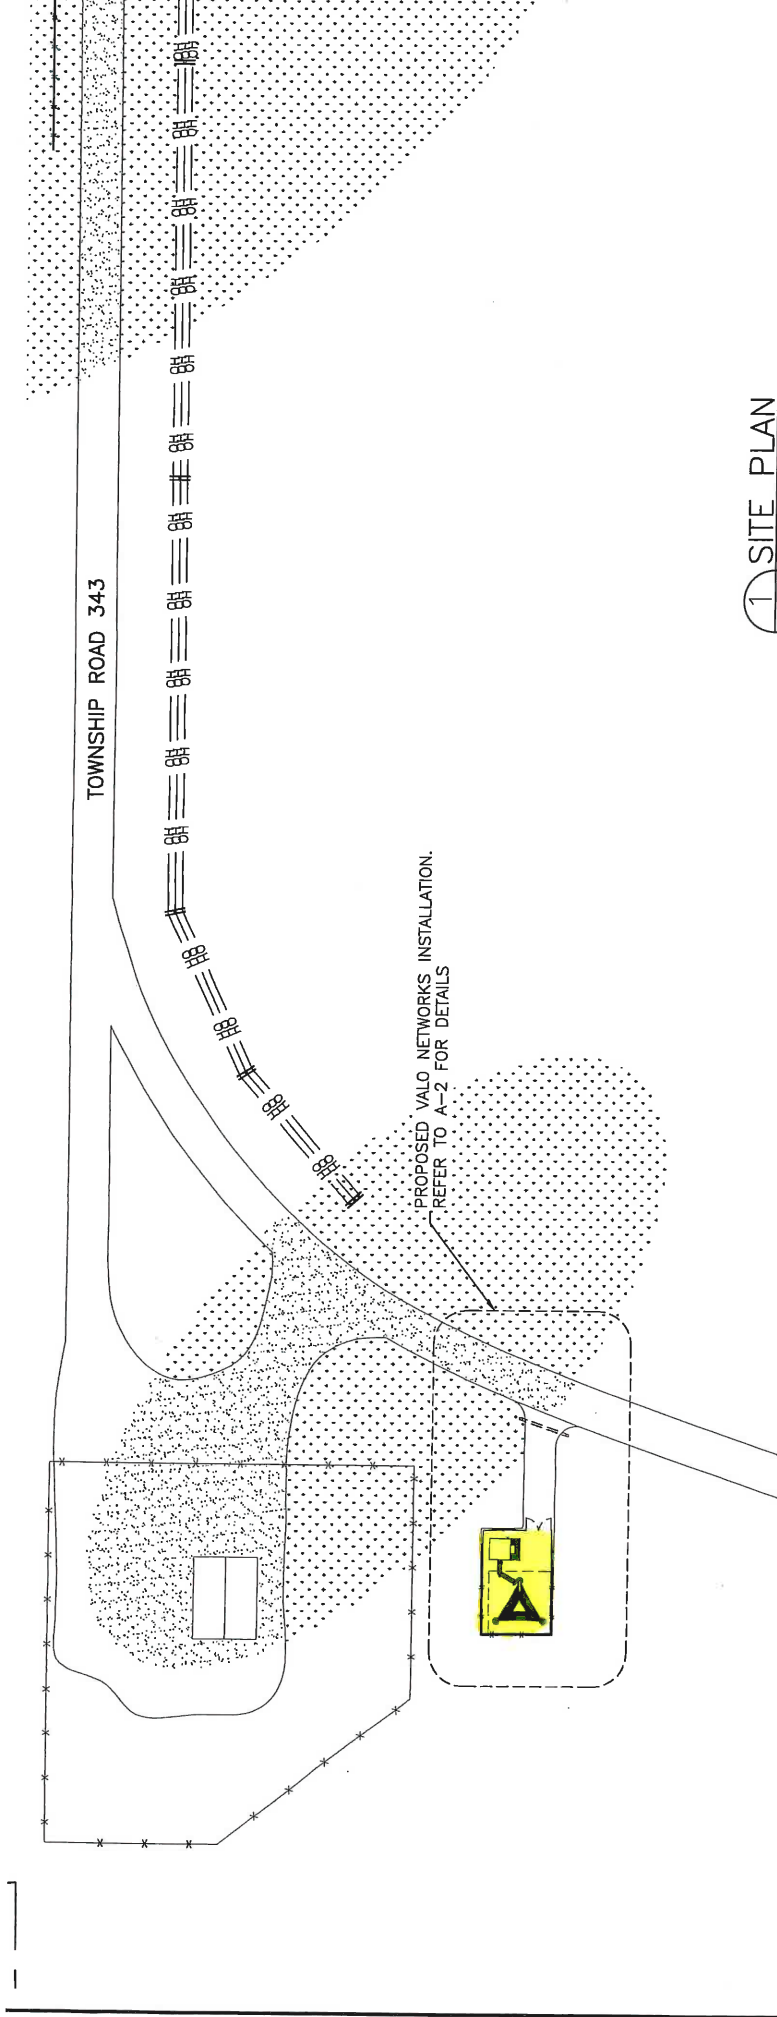 TOWNSHIP ROAD 343
PROPOSED VALO NETWORKS INSTALLATION.
REFER TO A-2 FOR DETAILS
1 SITE PLAN